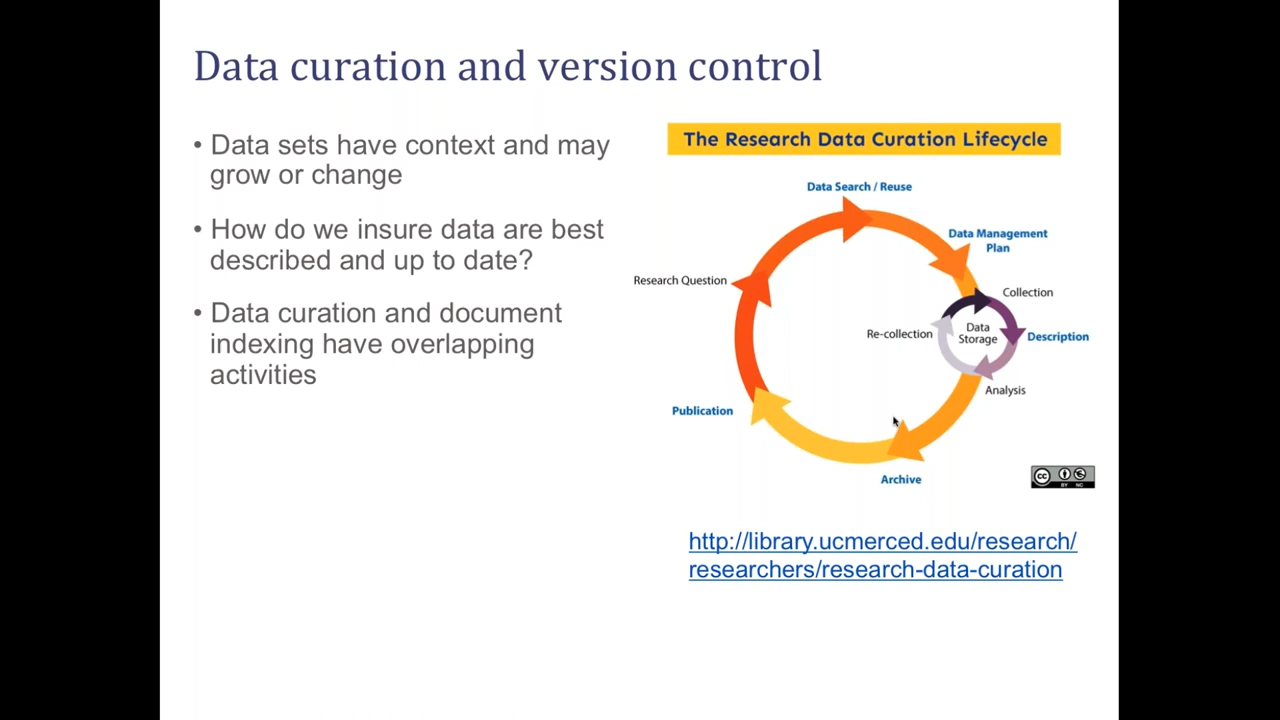 Data curation and version control
• Data sets have context and may
grow or change
• How do we insure data are best
described and up to date?
• Data curation and document
indexing have overlapping
activities
The Research Data Curation Lifecycle
Data Search / Reuse
Data Management
Plan
Research Question
Collection
Re-collection
Data
Storage
Description
Analysis
Publication
Archive
cc
BY NC
http://library.ucmerced.edu/research/
researchers/research-data-curation